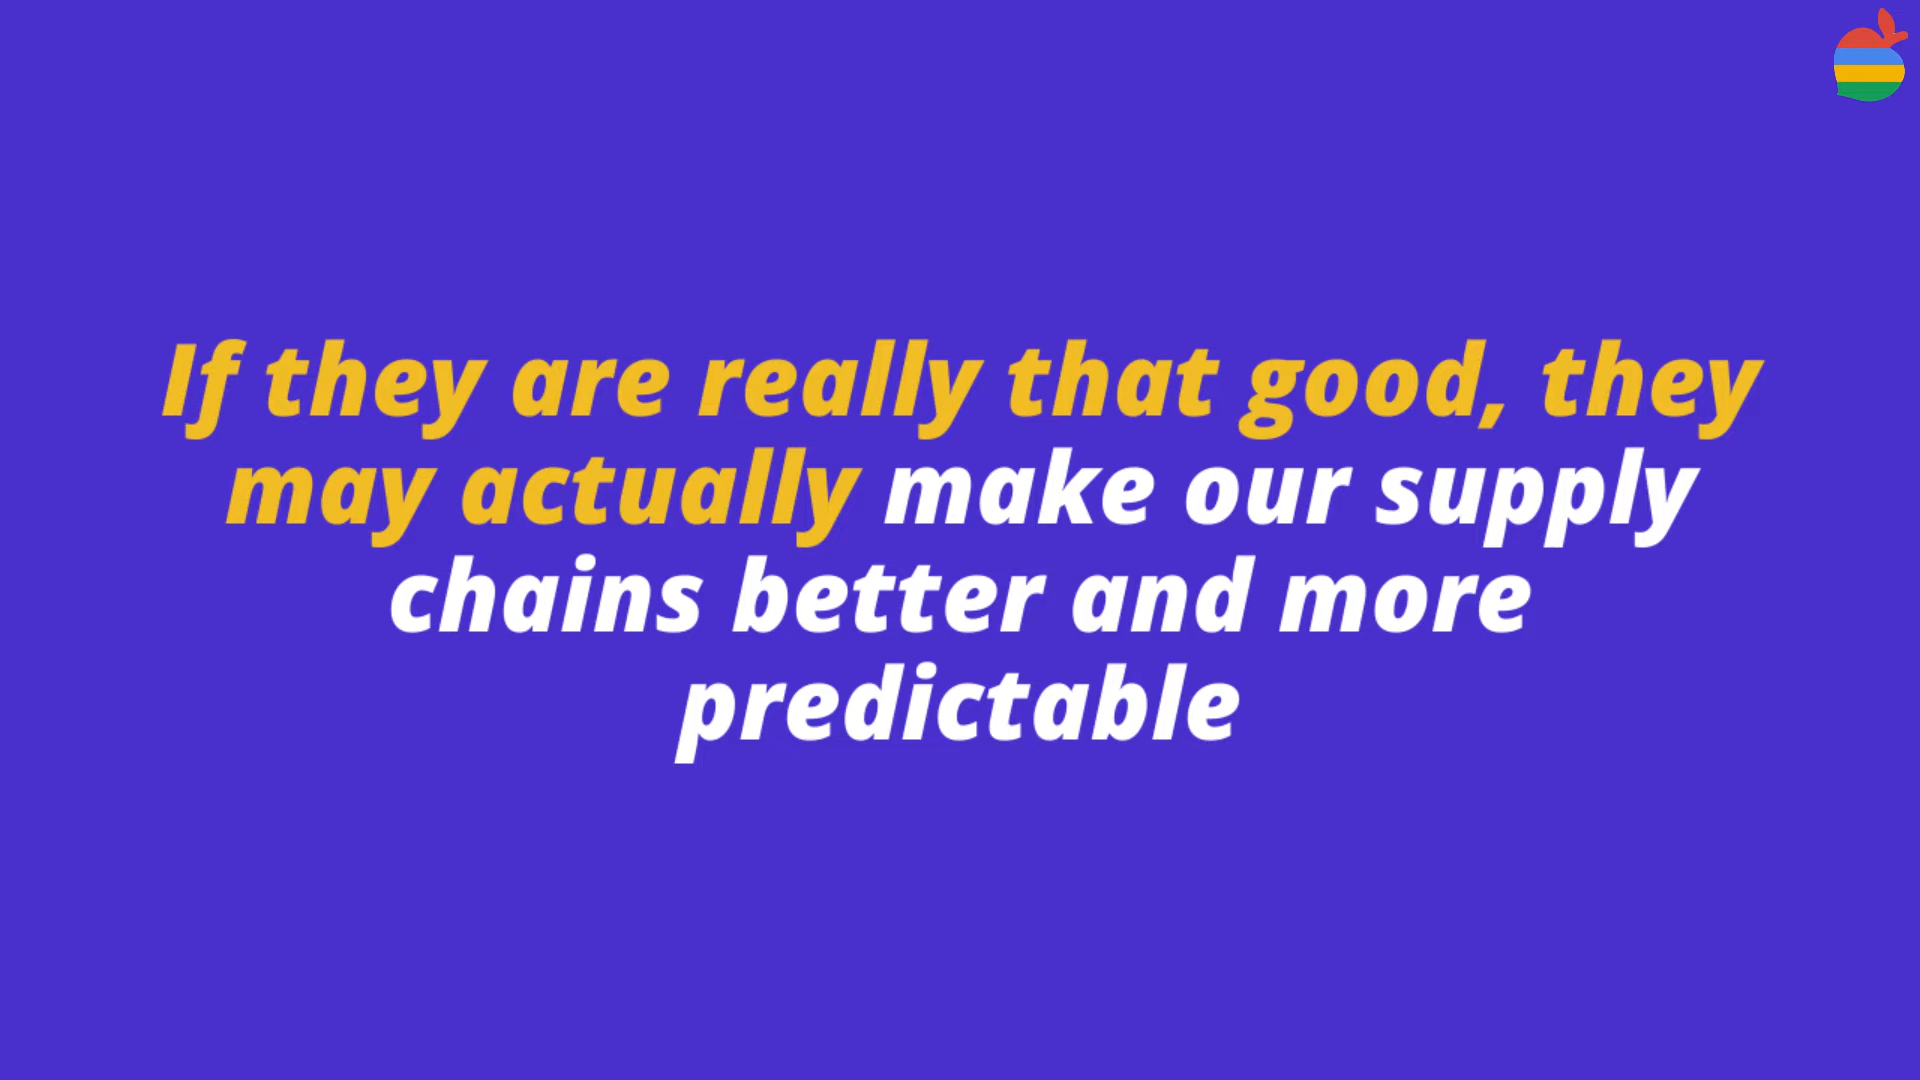 If they are really that good, they
may actually make our supply
chains better and more
predictable